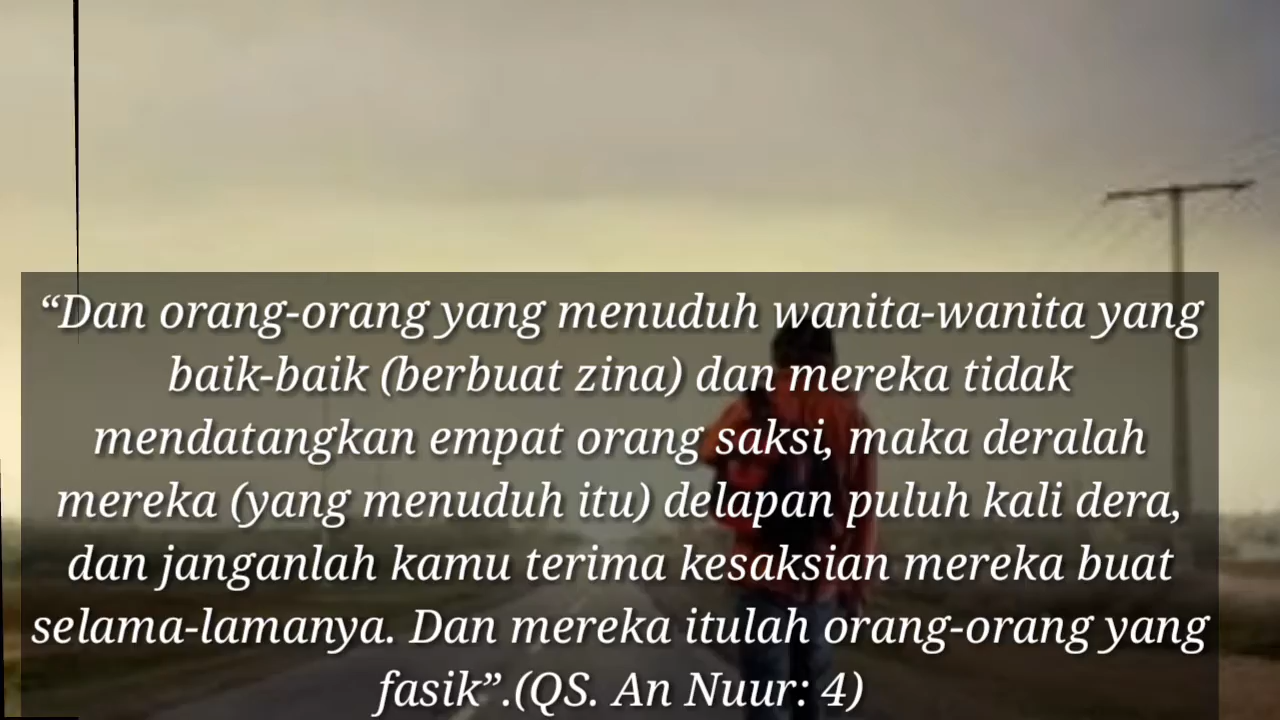 “Dan orang-orang yang menuduh wanita-wanita yang
baik-baik (berbuat zina) dan mereka tidak
mendatangkan empat orang saksi, maka deralah
mereka (yang menuduh itu) delapan puluh kali dera,
dan janganlah kamu terima kesaksian mereka buat
selama-lamanya. Dan mereka itulah orang-orang yang
fasik”.(QS. An Nuur: 4)